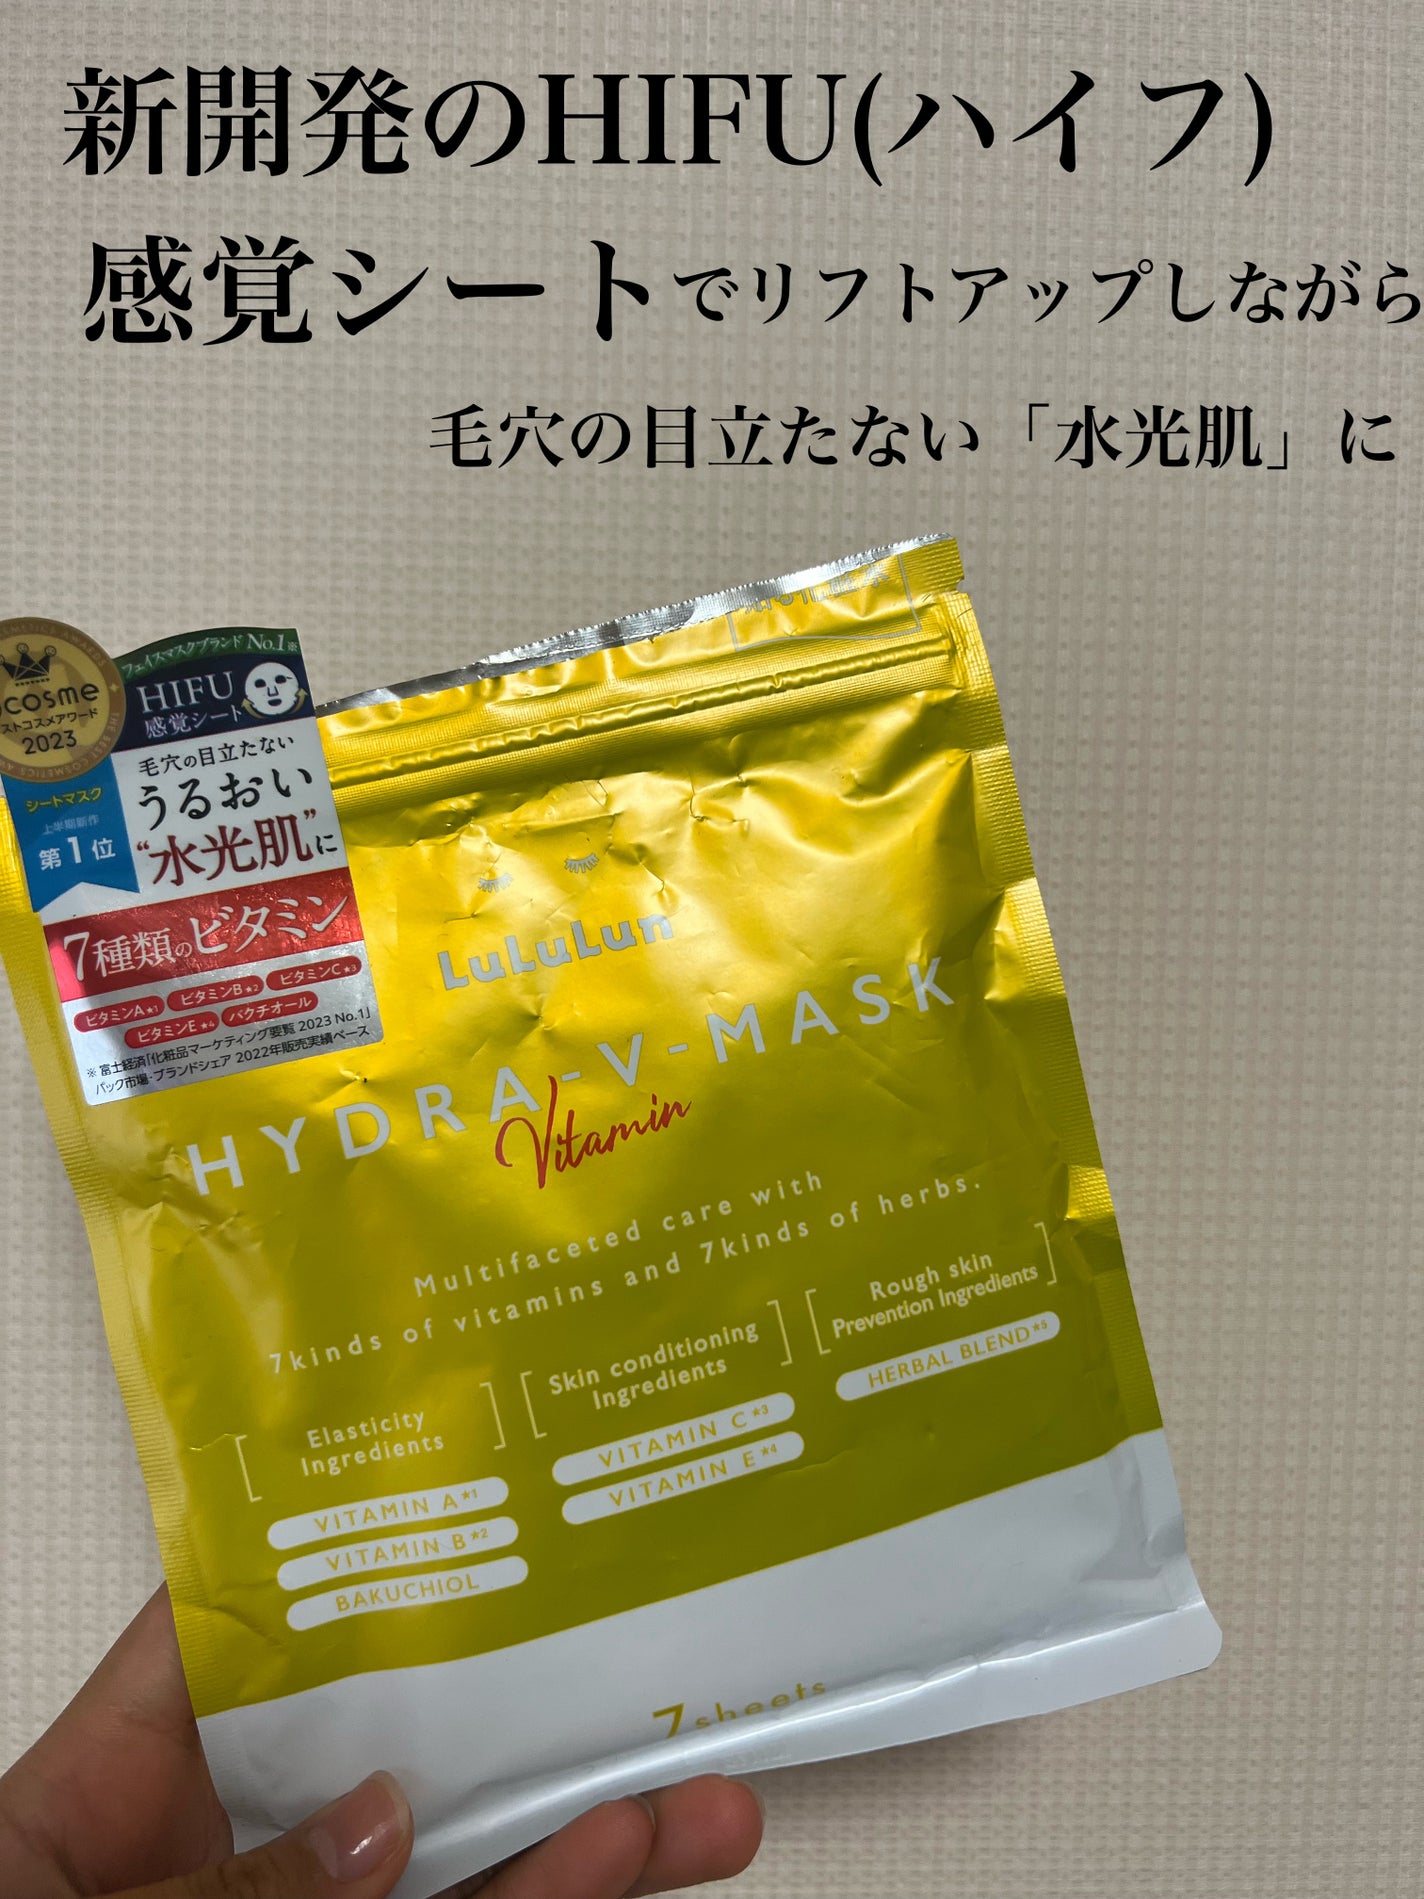 新開発のHIFU(ハイフ)
感覚シートでリフトアップしながら
毛穴の目立たない「水光肌」に
cosme
ストコスメアワード
2023
シートマスク
上半期新作
第1位
フェイスマスクブランド No.1※
HIFU
感覚シート
毛穴の目立たない
うるおい
“水光肌”に
7種類のビタミン
ビタミンA★1 ビタミンB★2 ビタミンC★3
ビタミンE★4 バクチオール
※ 富士経済「化粧品マーケティング要覧 2023 No.1」
パック市場・ブランドシェア 2022年販売実績ベース
LuLuLun
HYDRA-V-MASK
Vitamin
Multifaceted care with
7kinds of vitamins and 7kinds of herbs.
Elasticity
Ingredients
VITAMIN A★1
VITAMIN B★2
BAKUCHIOL
Skin conditioning
Ingredients
VITAMIN C★3
VITAMIN E★4
Rough skin
Prevention Ingredients
HERBAL BLEND★5
7sheets